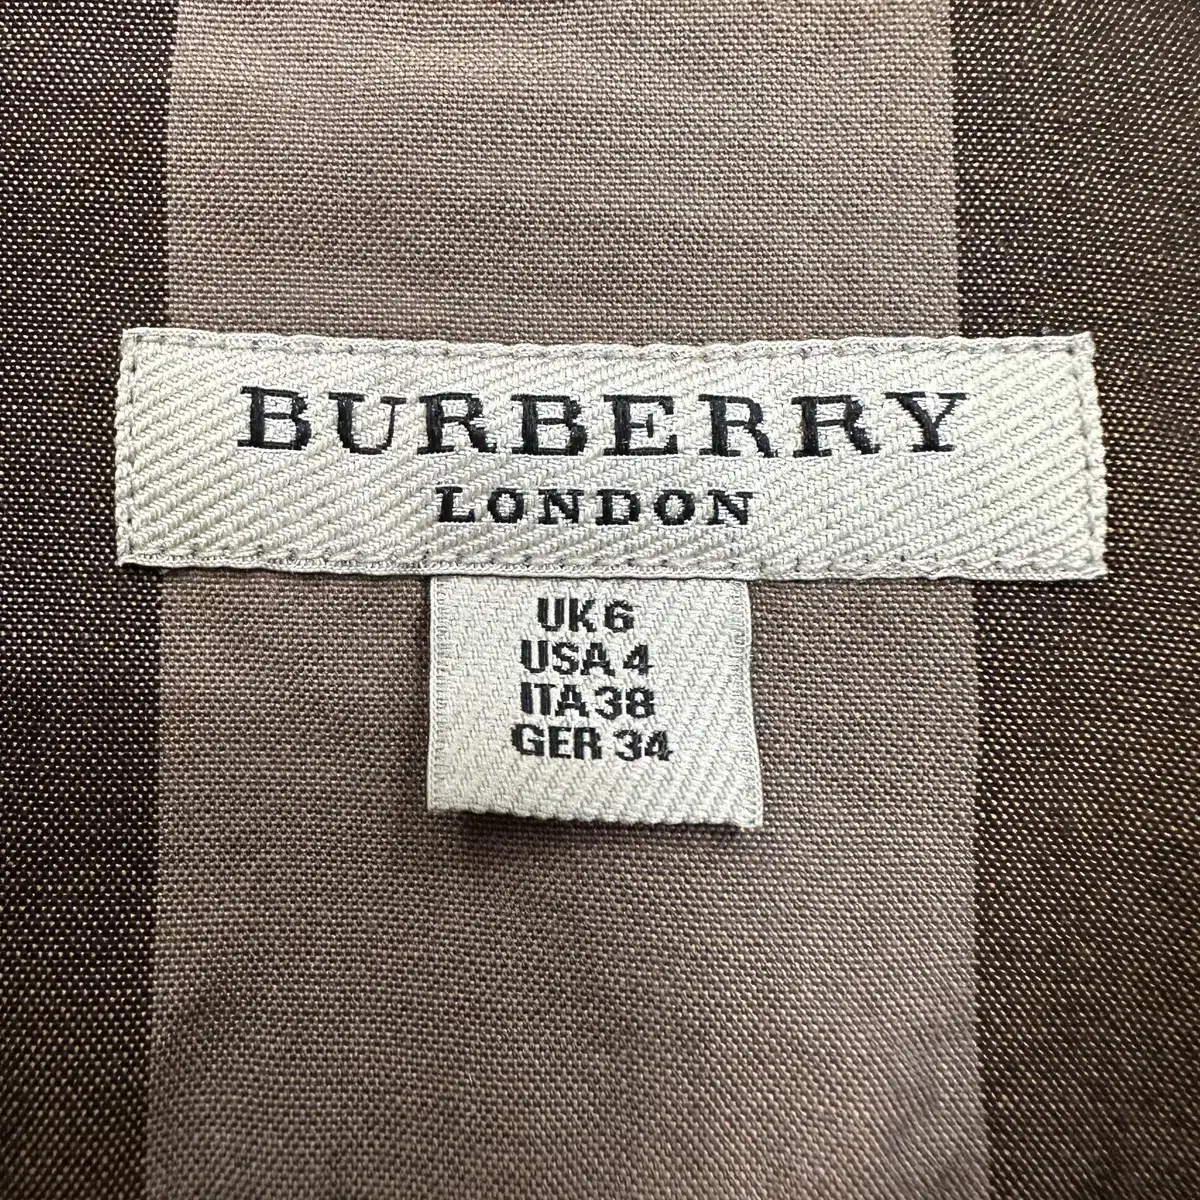 BURBERRY
LONDON
UK 6
USA 4
ITA 38
GER 34